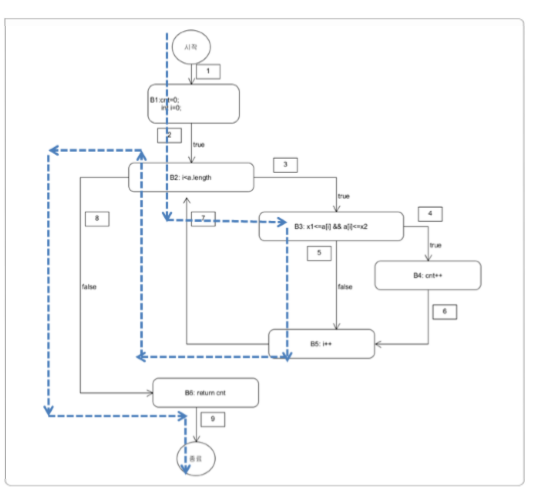 시작
1
B1:cnt=0;
int i=0;
2
true
B2: i<a.length
3
true
8
7
B3: x1<=a[i] && a[i]<=x2
4
5
true
B4: cnt++
false
false
6
B5: i++
B6: return cnt
9
종료